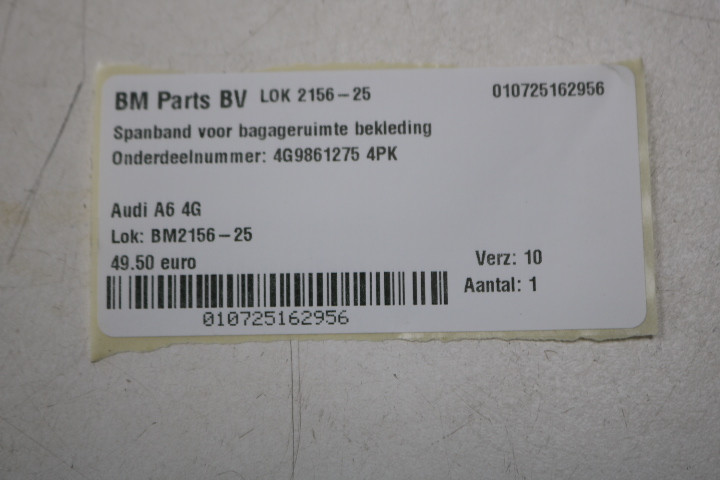 BM Parts BV LOK 2156-25 010725162956
Spanband voor bagageruimte bekleding
Onderdeelnummer: 4G9861275 4PK
Audi A6 4G
Lok: BM2156-25
49.50 euro Verz: 10
Aantal: 1
010725162956